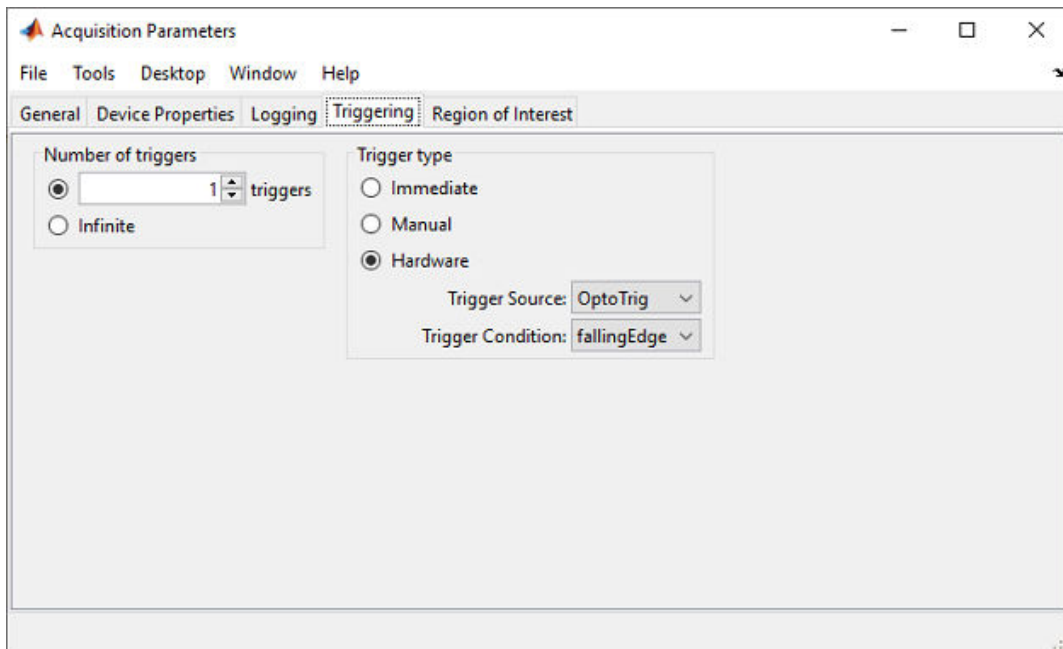 Acquisition Parameters
File Tools Desktop Window Help
General Device Properties Logging Triggering Region of Interest
Number of triggers
1 triggers
Infinite
Trigger type
Immediate
Manual
Hardware
Trigger Source: OptoTrig
Trigger Condition: fallingEdge